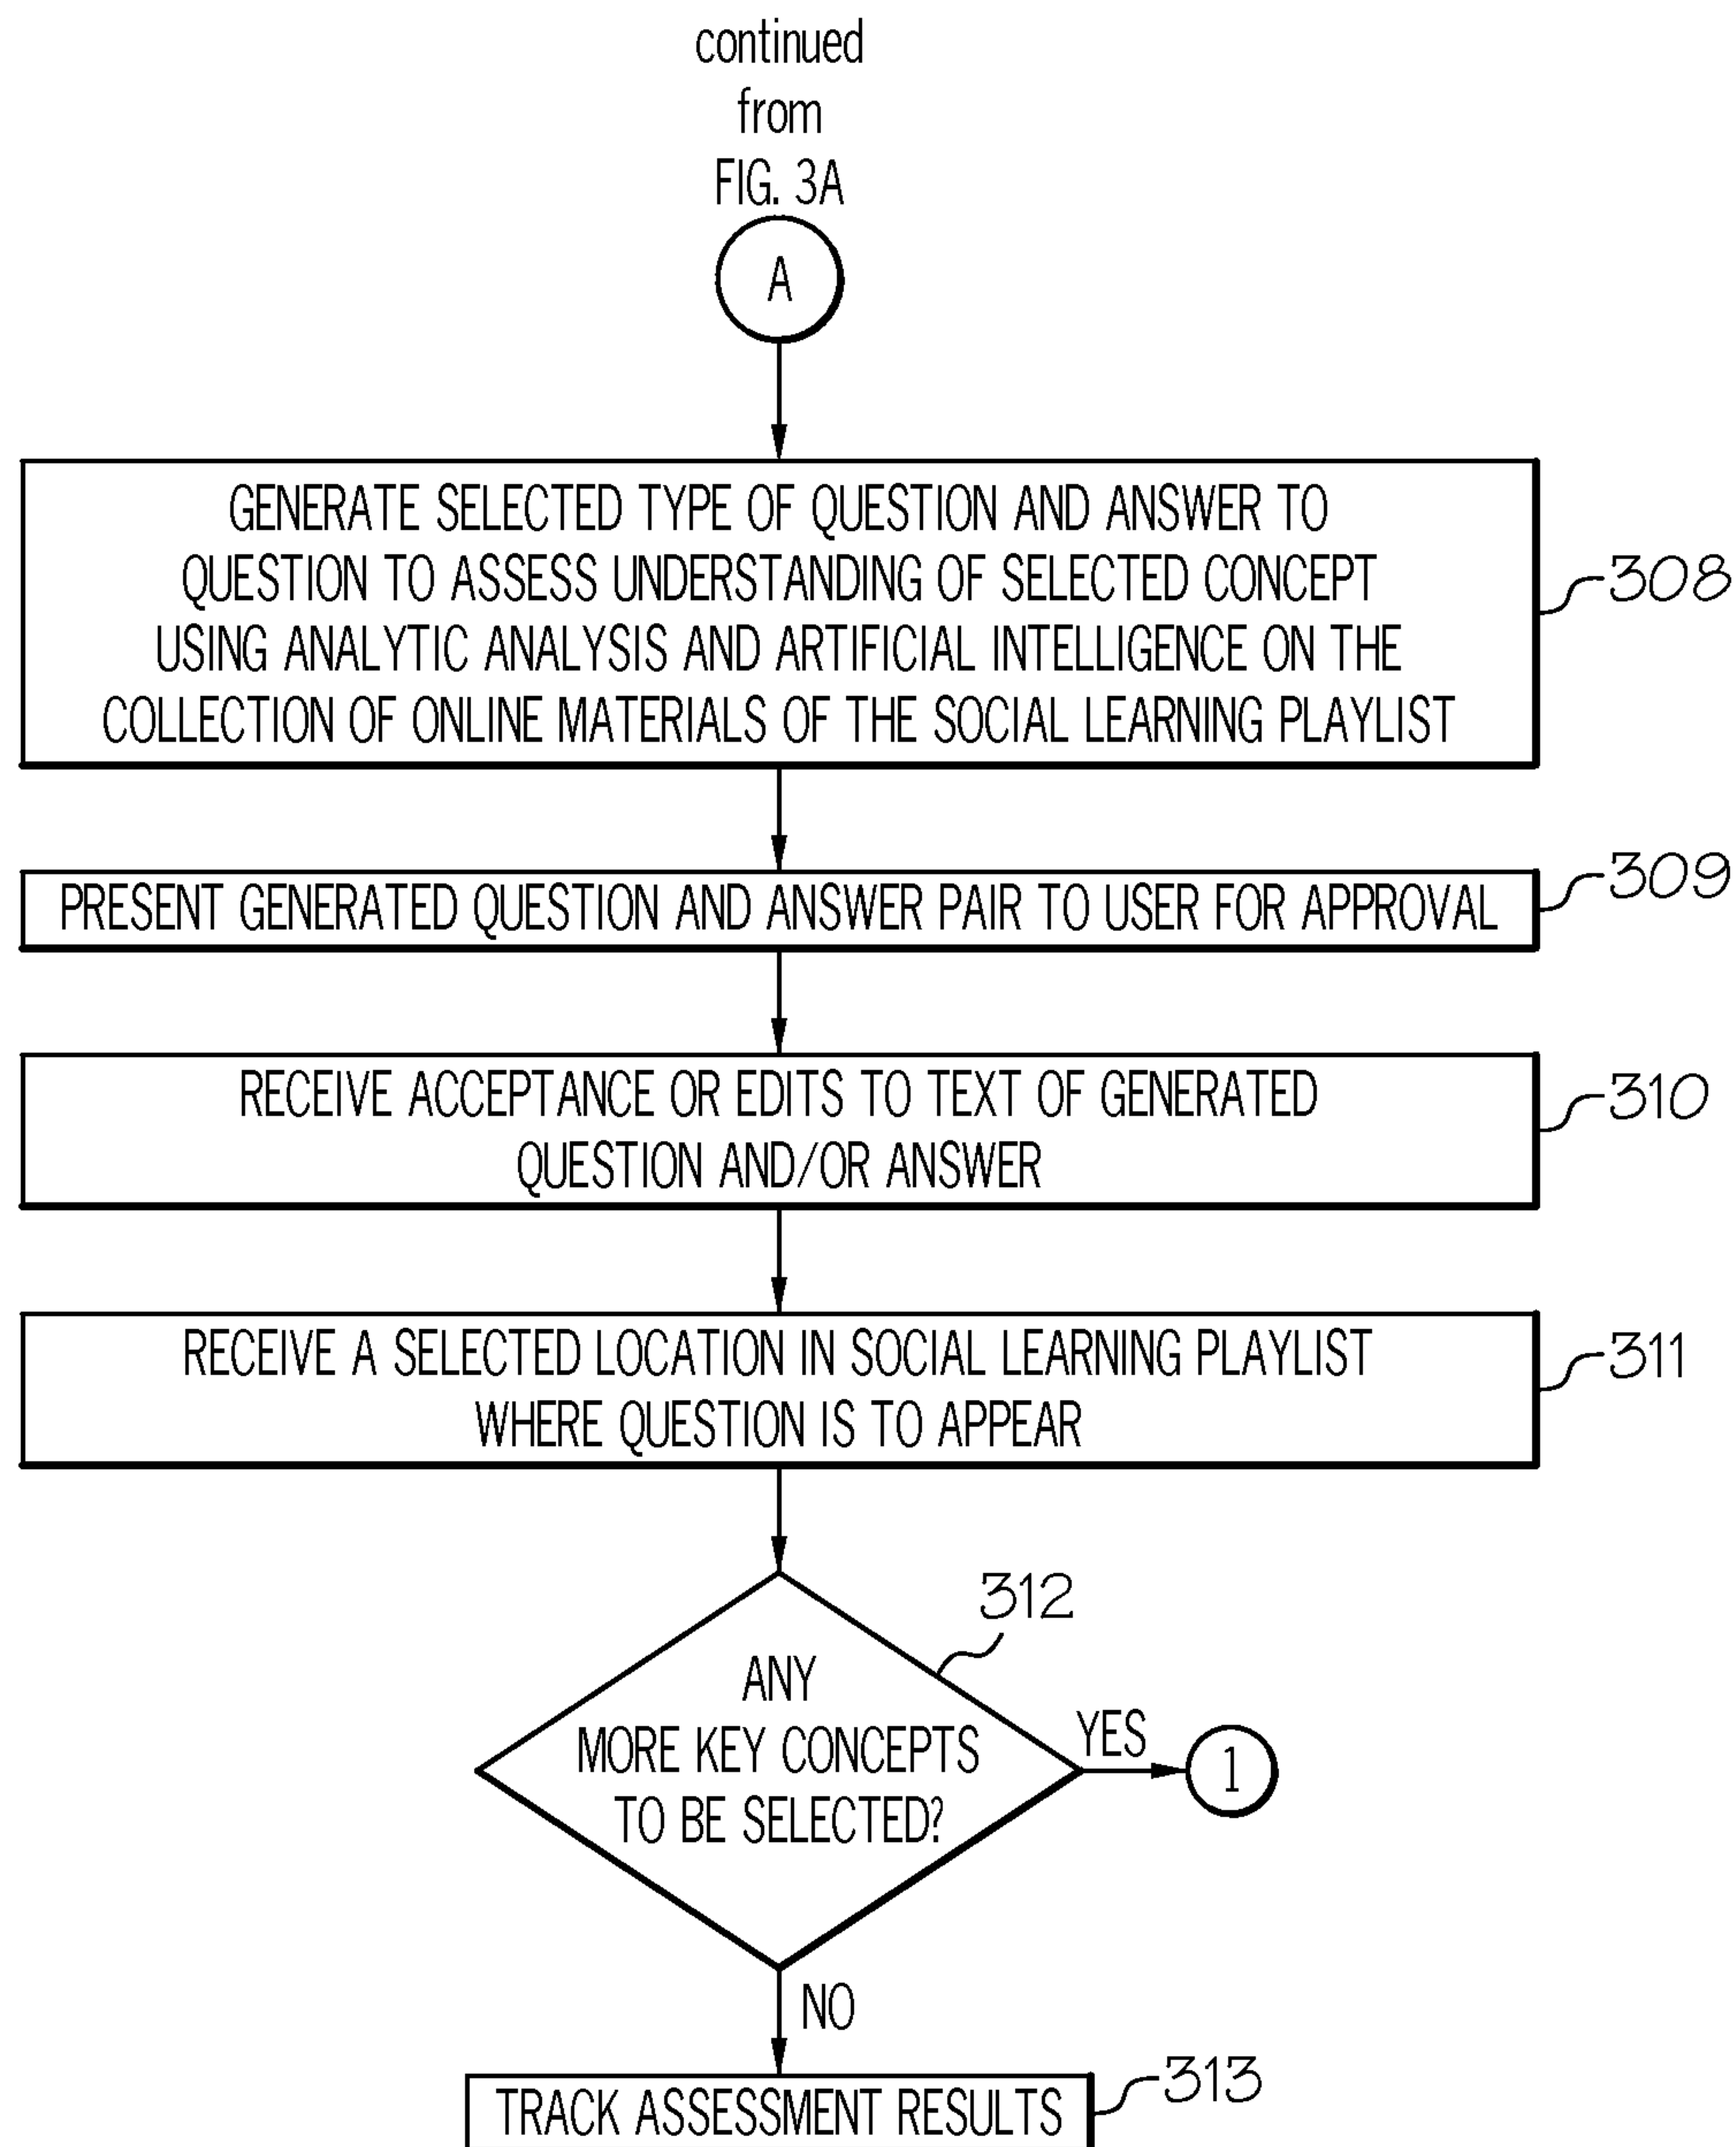 continued
from
FIG. 3A
A
GENERATE SELECTED TYPE OF QUESTION AND ANSWER TO
QUESTION TO ASSESS UNDERSTANDING OF SELECTED CONCEPT
USING ANALYTIC ANALYSIS AND ARTIFICIAL INTELLIGENCE ON THE
COLLECTION OF ONLINE MATERIALS OF THE SOCIAL LEARNING PLAYLIST
308
PRESENT GENERATED QUESTION AND ANSWER PAIR TO USER FOR APPROVAL
309
RECEIVE ACCEPTANCE OR EDITS TO TEXT OF GENERATED
QUESTION AND/OR ANSWER
310
RECEIVE A SELECTED LOCATION IN SOCIAL LEARNING PLAYLIST
WHERE QUESTION IS TO APPEAR
311
312
ANY
MORE KEY CONCEPTS
TO BE SELECTED?
YES
1
NO
TRACK ASSESSMENT RESULTS
313